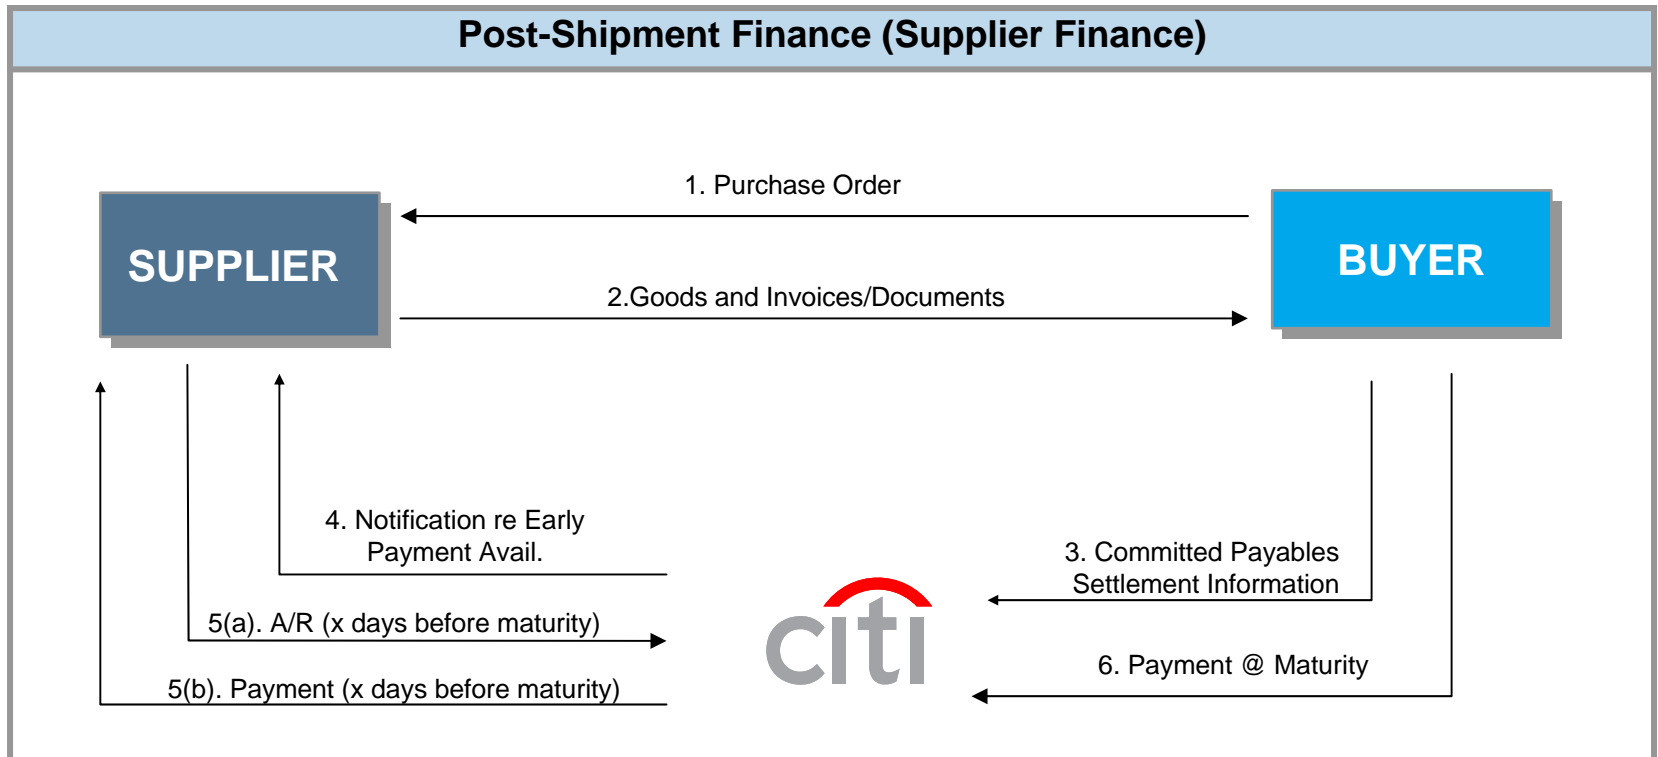 Post-Shipment Finance (Supplier Finance)
1. Purchase Order
SUPPLIER
BUYER
2.Goods and Invoices/Documents
4. Notification re Early
Payment Avail.
3. Committed Payables
Settlement Information
5(a). A/R (x days before maturity)
citi
6. Payment @ Maturity
5(b). Payment (x days before maturity)